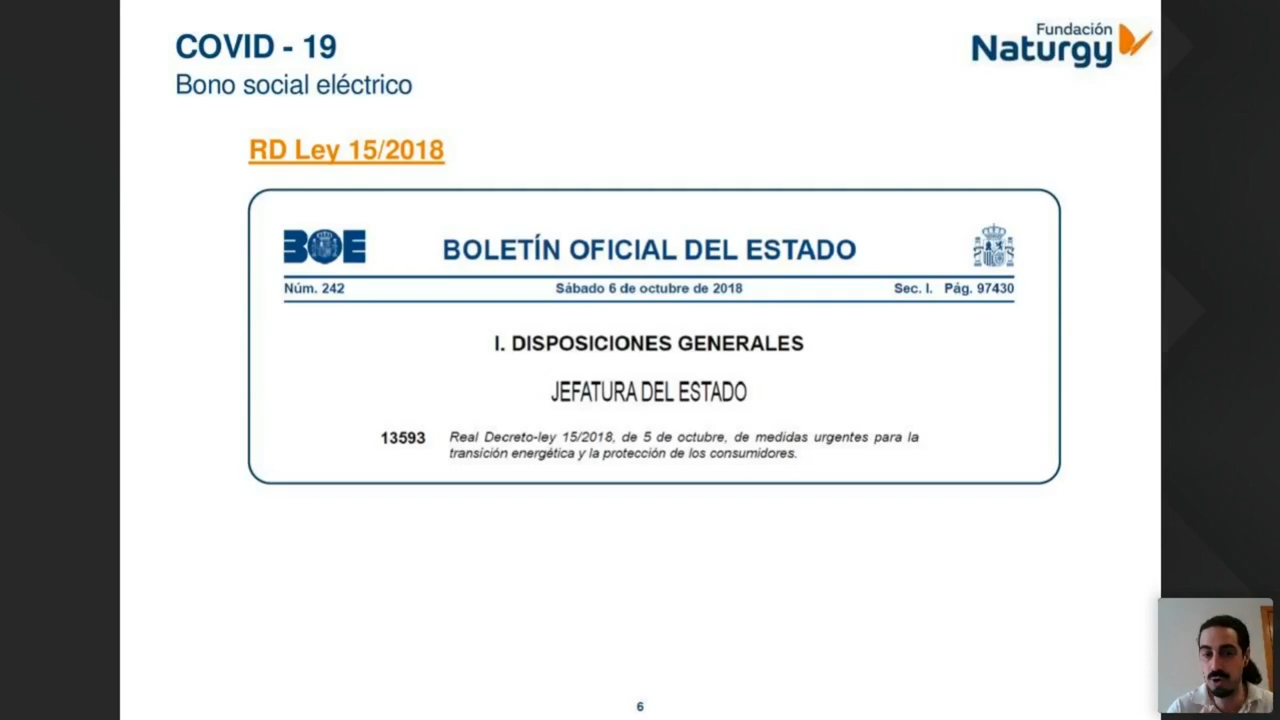 COVID - 19
Bono social eléctrico
Fundación
Naturgy
RD Ley 15/2018
BOE
BOLETÍN OFICIAL DEL ESTADO
Núm. 242
Sábado 6 de octubre de 2018
Sec. I. Pág. 97430
I. DISPOSICIONES GENERALES
JEFATURA DEL ESTADO
13593
Real Decreto-ley 15/2018, de 5 de octubre, de medidas urgentes para la
transición energética y la protección de los consumidores.
6